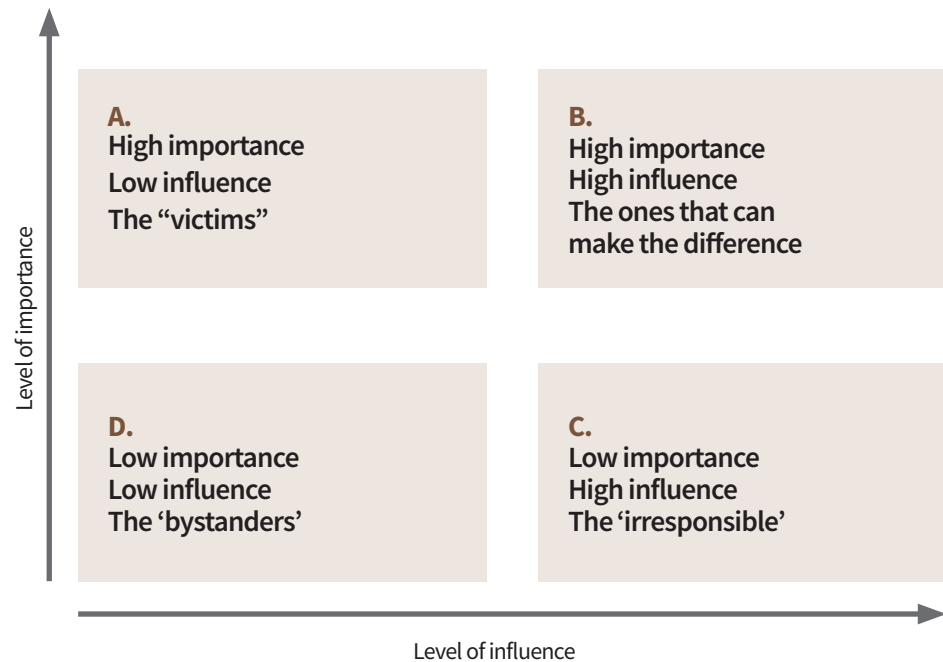 Level of importance
A.
High importance
Low influence
The “victims”
B.
High importance
High influence
The ones that can
make the difference
D.
Low importance
Low influence
The ‘bystanders’
C.
Low importance
High influence
The ‘irresponsible’
Level of influence